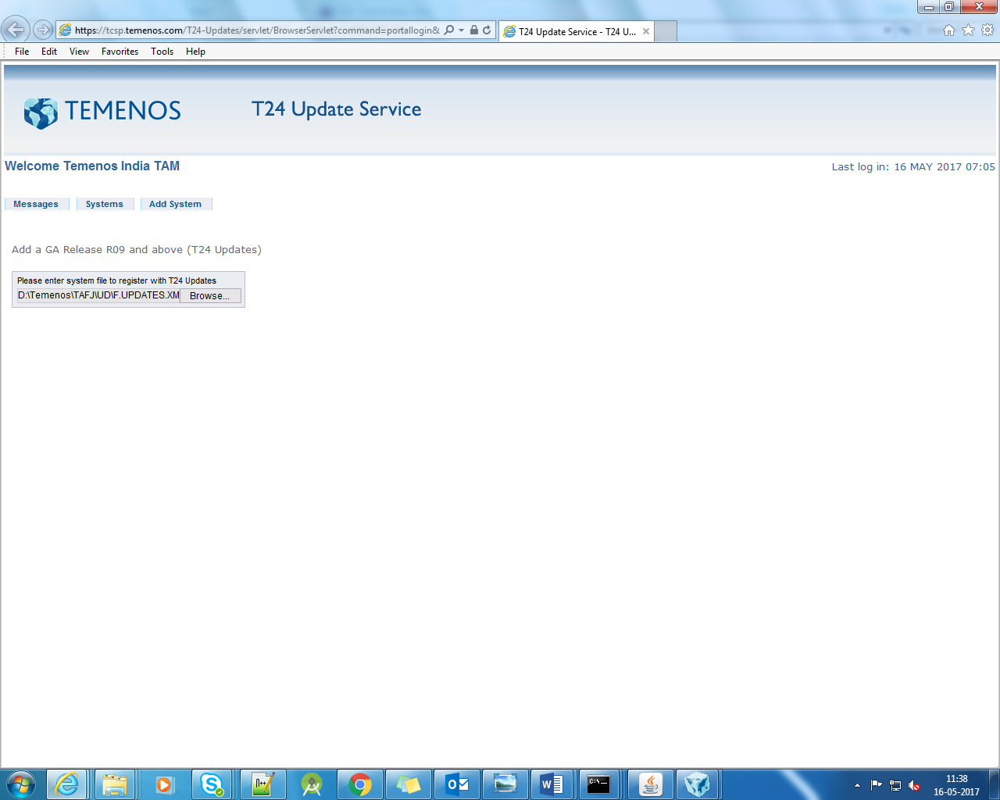 https://tcsp.temenos.com/T24-Updates/servlet/BrowserServlet?command=portallogin&
T24 Update Service - T24 U...
File Edit View Favorites Tools Help
TEMENOS
T24 Update Service
Welcome Temenos India TAM
Last log in: 16 MAY 2017 07:05
Messages Systems Add System
Add a GA Release R09 and above (T24 Updates)
Please enter system file to register with T24 Updates
D:\Temenos\TAFJ\UD\F.UPDATES.XM Browse...
11:38
16-05-2017